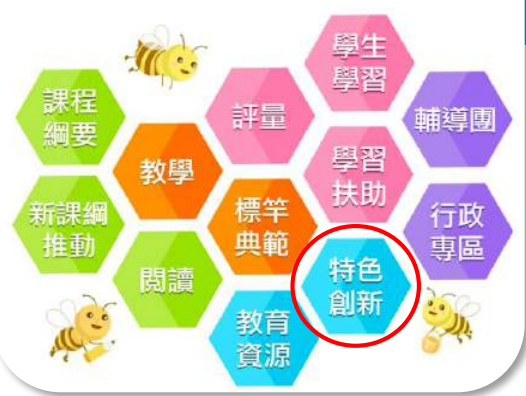 學生
學習
課程
綱要
評量
輔導團
教學
學習
扶助
新課綱
推動
標竿
典範
行政
專區
閱讀
特色
創新
教育
資源